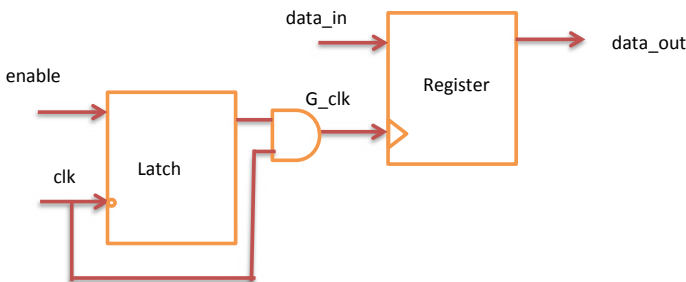 data_in
data_out
enable
Register
G_clk
clk
Latch